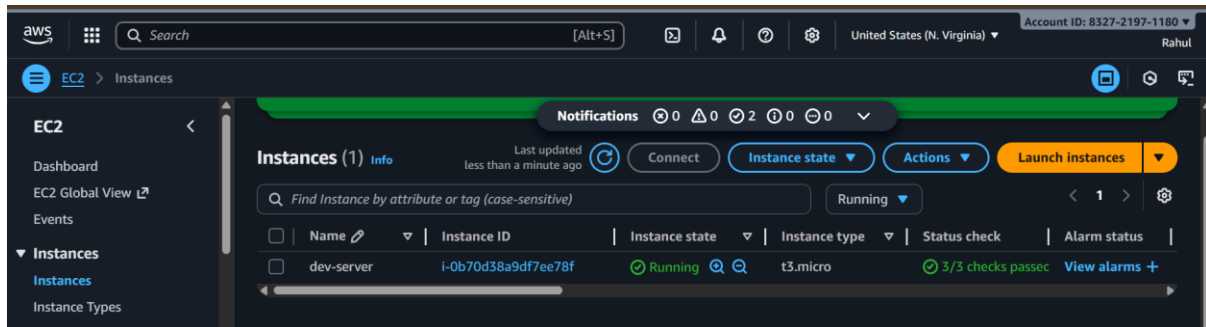 aws Search [Alt+S] United States (N. Virginia) Account ID: 8327-2197-1180
Rahul
EC2 > Instances
EC2
Dashboard
EC2 Global View
Events
Instances
Instances
Instance Types
Notifications 0 0 2 0 0
Instances (1) Info Last updated less than a minute ago Connect Instance state Actions Launch instances
Find Instance by attribute or tag (case-sensitive) Running 1
Name Instance ID Instance state Instance type Status check Alarm status
dev-server i-0b70d38a9df7ee78f Running t3.micro 3/3 checks passec View alarms +